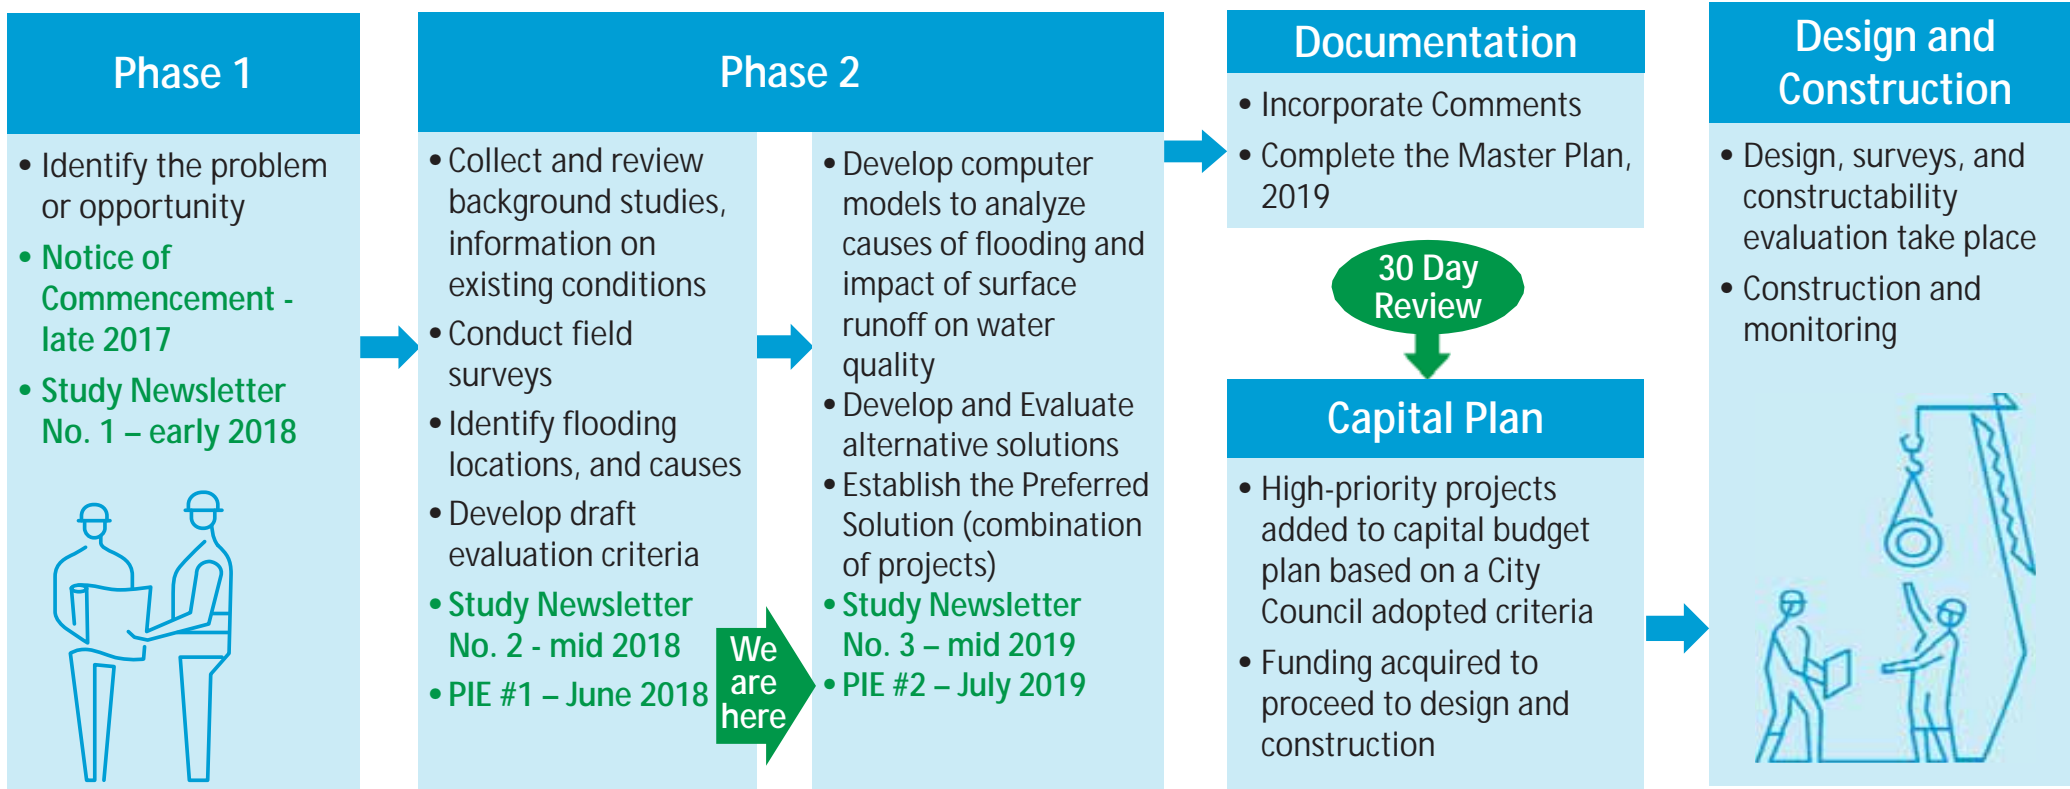 Phase 1
• Identify the problem
or opportunity
• Notice of
Commencement -
late 2017
• Study Newsletter
No. 1 – early 2018
Phase 2
• Collect and review
background studies,
information on
existing conditions
• Conduct field
surveys
• Identify flooding
locations, and causes
• Develop draft
evaluation criteria
• Study Newsletter
No. 2 - mid 2018
• PIE #1 – June 2018
We
are
here
• Develop computer
models to analyze
causes of flooding and
impact of surface
runoff on water
quality
• Develop and Evaluate
alternative solutions
• Establish the Preferred
Solution (combination
of projects)
• Study Newsletter
No. 3 – mid 2019
• PIE #2 – July 2019
Documentation
• Incorporate Comments
• Complete the Master Plan,
2019
30 Day
Review
Capital Plan
• High-priority projects
added to capital budget
plan based on a City
Council adopted criteria
• Funding acquired to
proceed to design and
construction
Design and
Construction
• Design, surveys, and
constructability
evaluation take place
• Construction and
monitoring